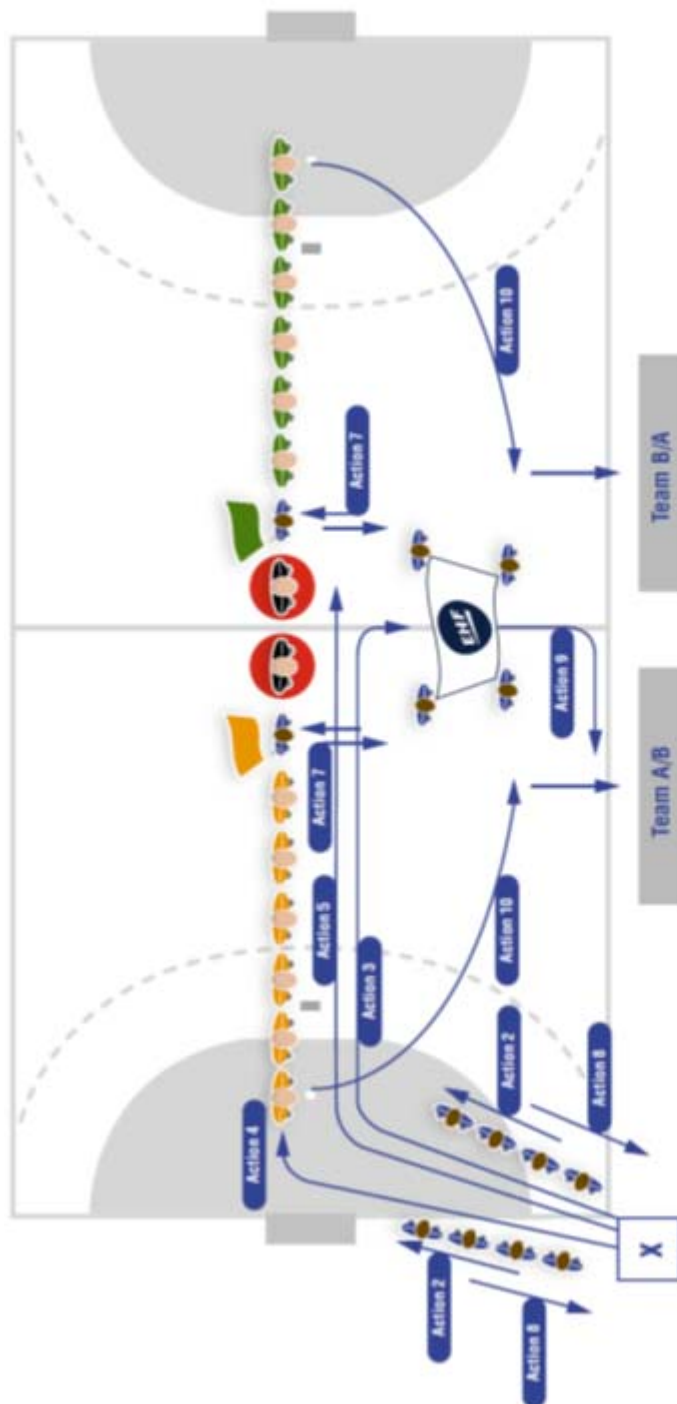 Action 4
Action 5
Action 7
Action 3
Action 7
Action 2
EHF
Action 2
Action 10
Action 10
Action 8
Action 9
Action 8
X
Team A/B
Team B/A